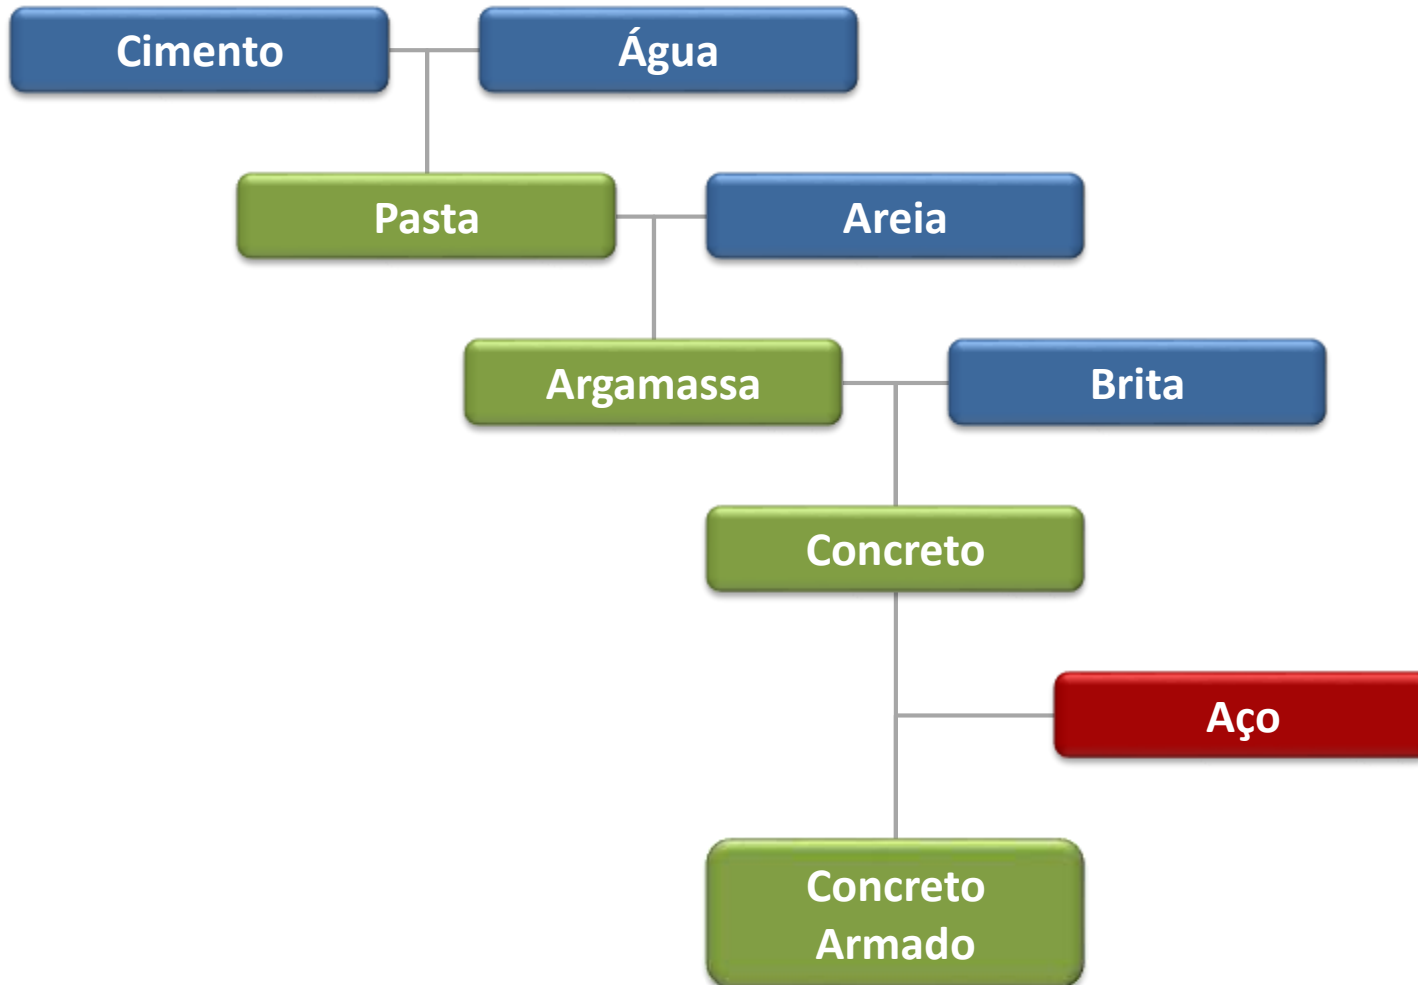 Cimento
Água
Pasta
Areia
Argamassa
Brita
Concreto
Aço
Concreto
Armado